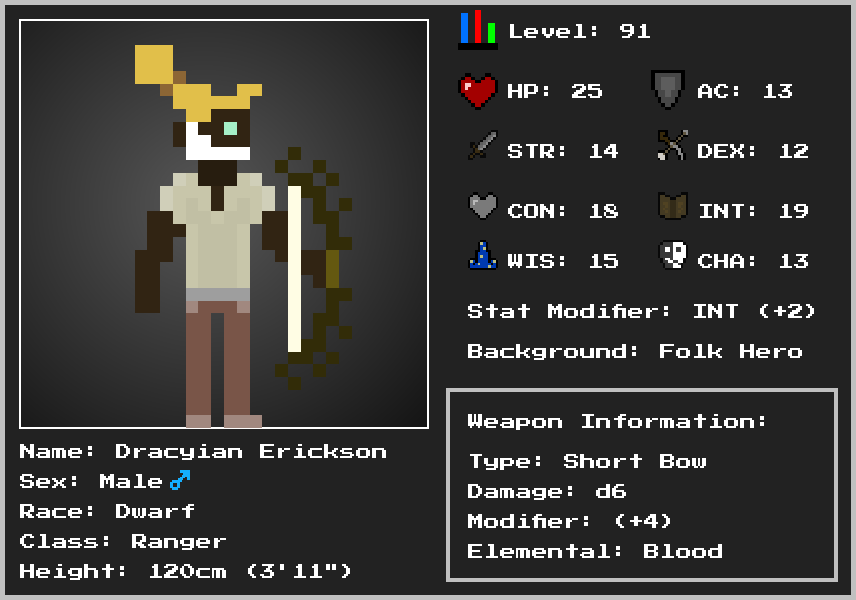 Level: 91
HP: 25 AC: 13
STR: 14 DEX: 12
CON: 18 INT: 19
WIS: 15 CHA: 13
Stat Modifier: INT (+2)
Background: Folk Hero
Weapon Information:
Type: Short Bow
Damage: d6
Modifier: (+4)
Elemental: Blood
Name: Dracyian Erickson
Sex: Male♂
Race: Dwarf
Class: Ranger
Height: 120cm (3'11")